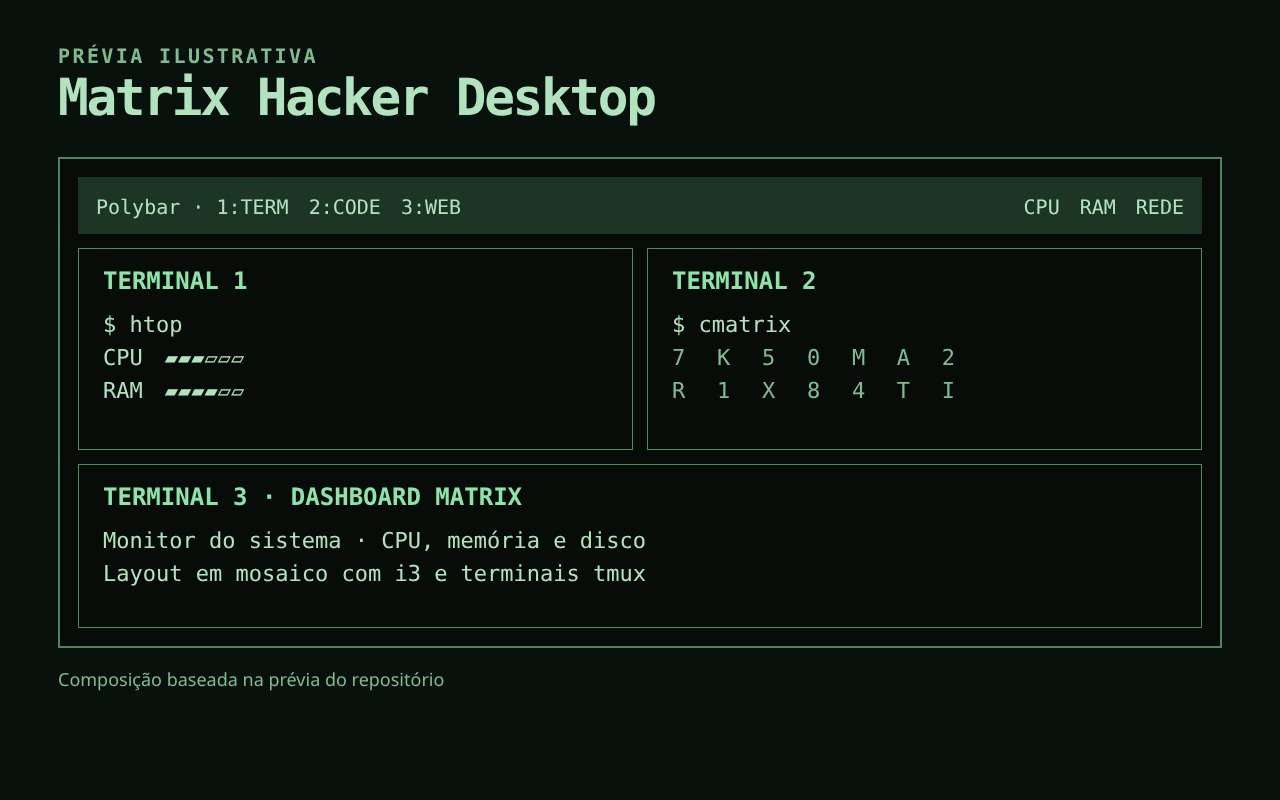 PRÉVIA ILUSTRATIVA
Matrix Hacker Desktop
Polybar · 1:TERM 2:CODE 3:WEB CPU RAM REDE
TERMINAL 1
$ htop
CPU ▰▰▰▱▱▱
RAM ▰▰▰▰▱▱
TERMINAL 2
$ cmatrix
7 K 5 0 M A 2
R 1 X 8 4 T I
TERMINAL 3 · DASHBOARD MATRIX
Monitor do sistema · CPU, memória e disco
Layout em mosaico com i3 e terminais tmux
Composição baseada na prévia do repositório